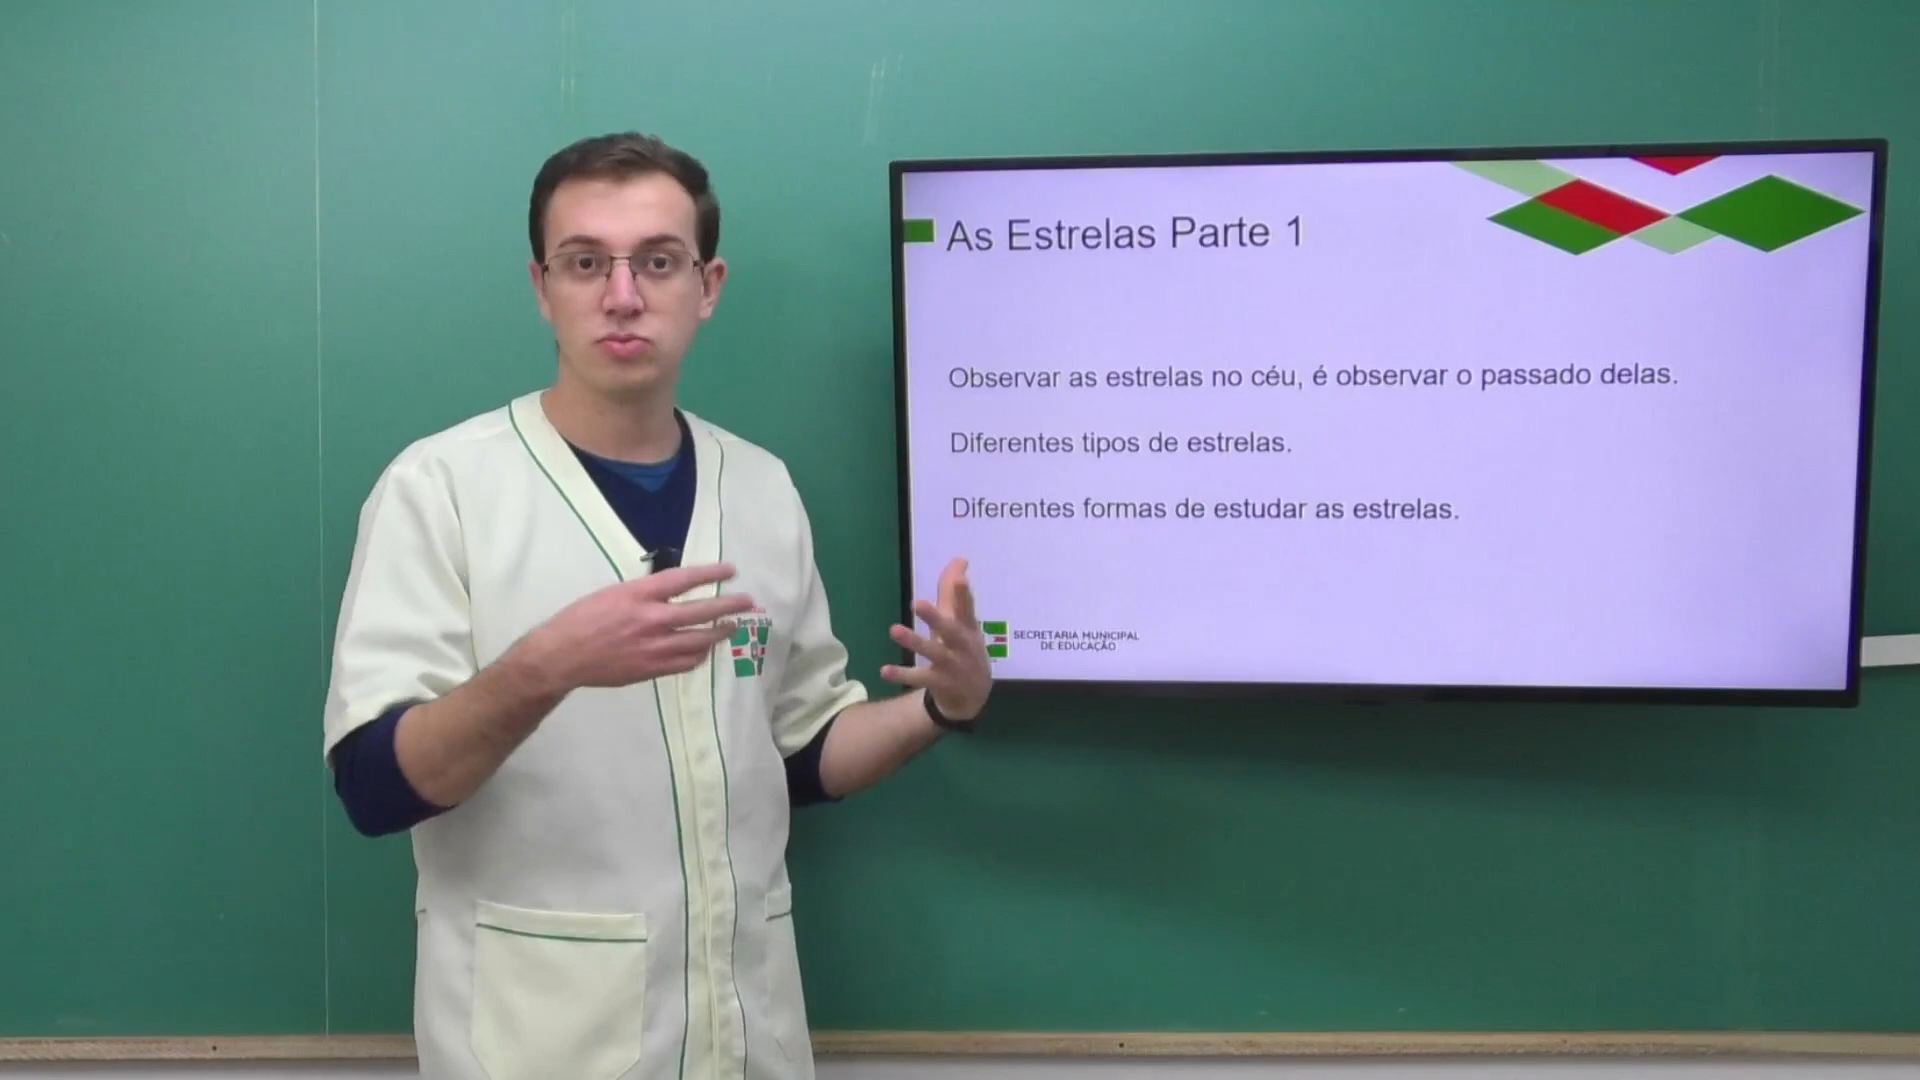 As Estrelas Parte 1
Observar as estrelas no céu, é observar o passado delas.
Diferentes tipos de estrelas.
Diferentes formas de estudar as estrelas.
SECRETARIA MUNICIPAL
DE EDUCAÇÃO